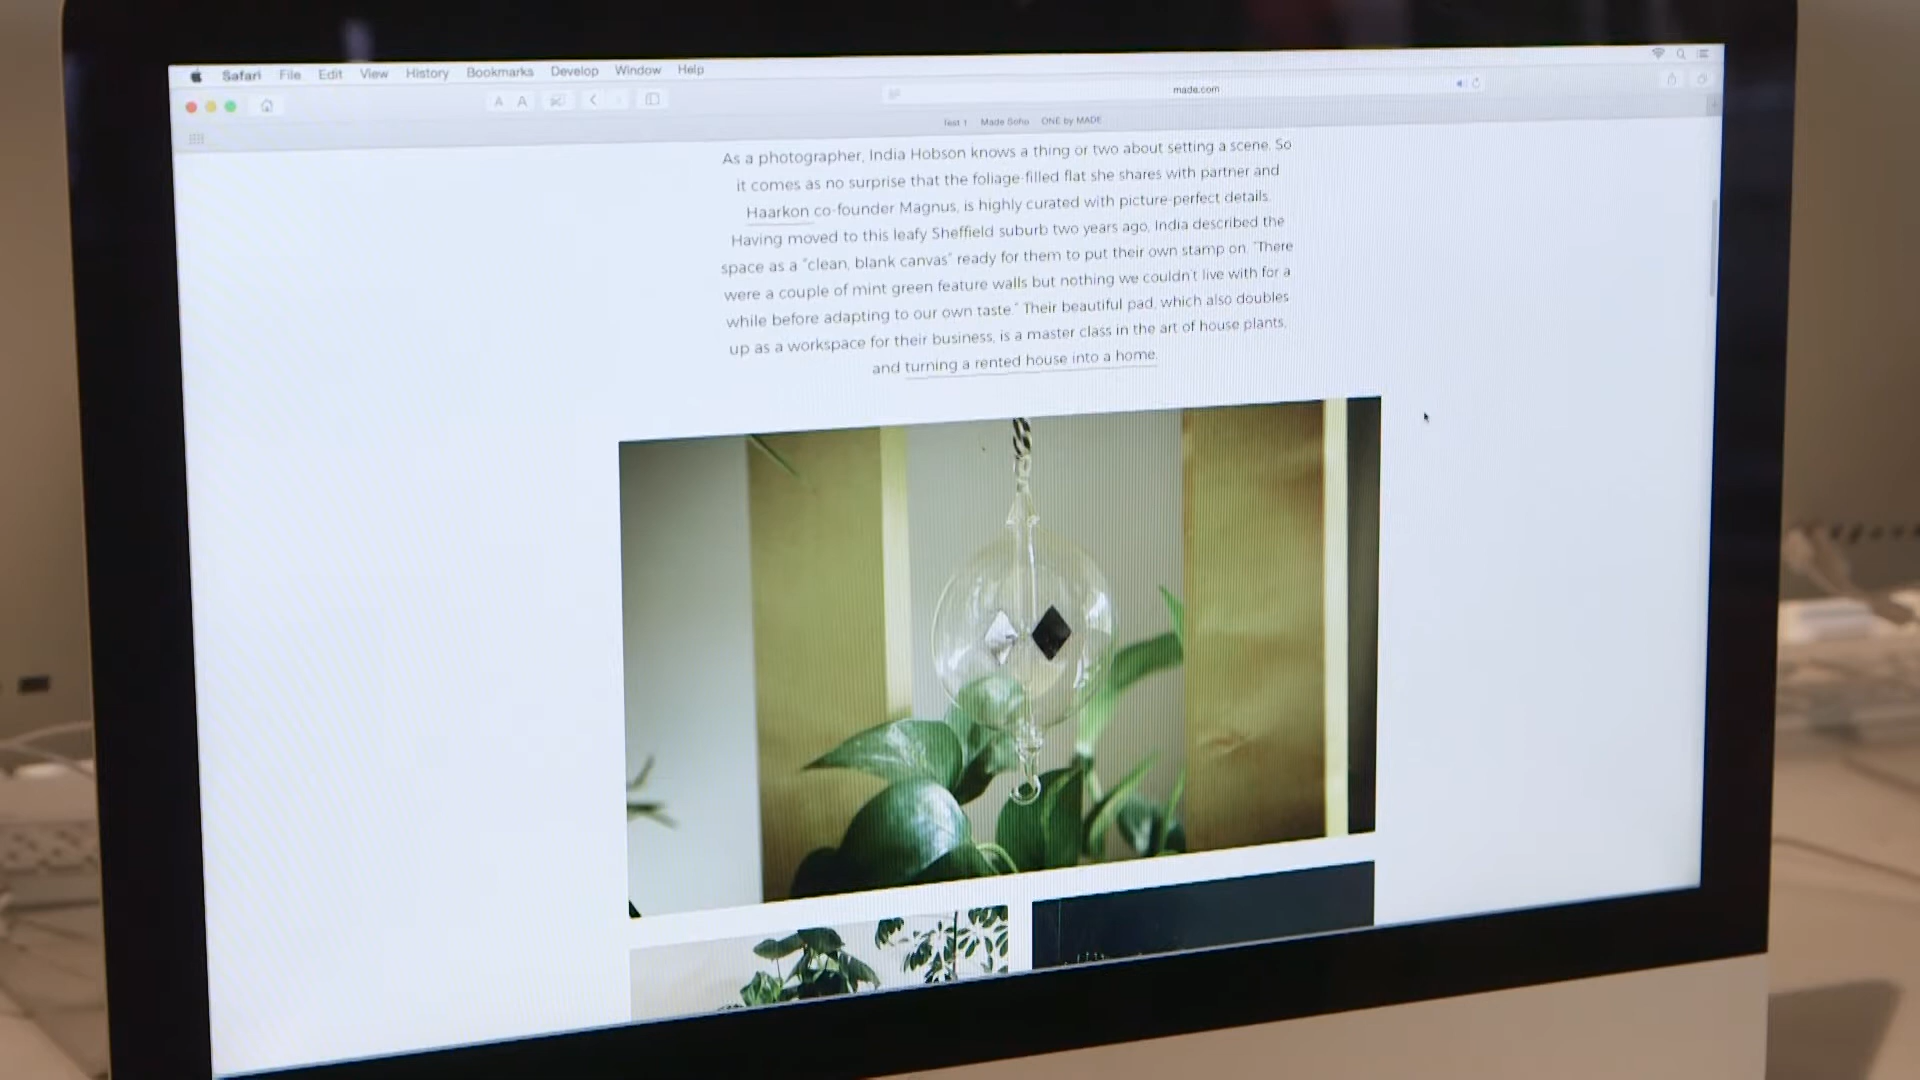 Safari File Edit View History Bookmarks Develop Window Help
A A
made.com
Test 1 Made Soho ONE by MADE
As a photographer, India Hobson knows a thing or two about setting a scene. So
it comes as no surprise that the foliage-filled flat she shares with partner and
Haarkon co-founder Magnus, is highly curated with picture-perfect details.
Having moved to this leafy Sheffield suburb two years ago, India described the
space as a “clean, blank canvas” ready for them to put their own stamp on. “There
were a couple of mint green feature walls but nothing we couldn't live with for a
while before adapting to our own taste.” Their beautiful pad, which also doubles
up as a workspace for their business, is a master class in the art of house plants,
and turning a rented house into a home.